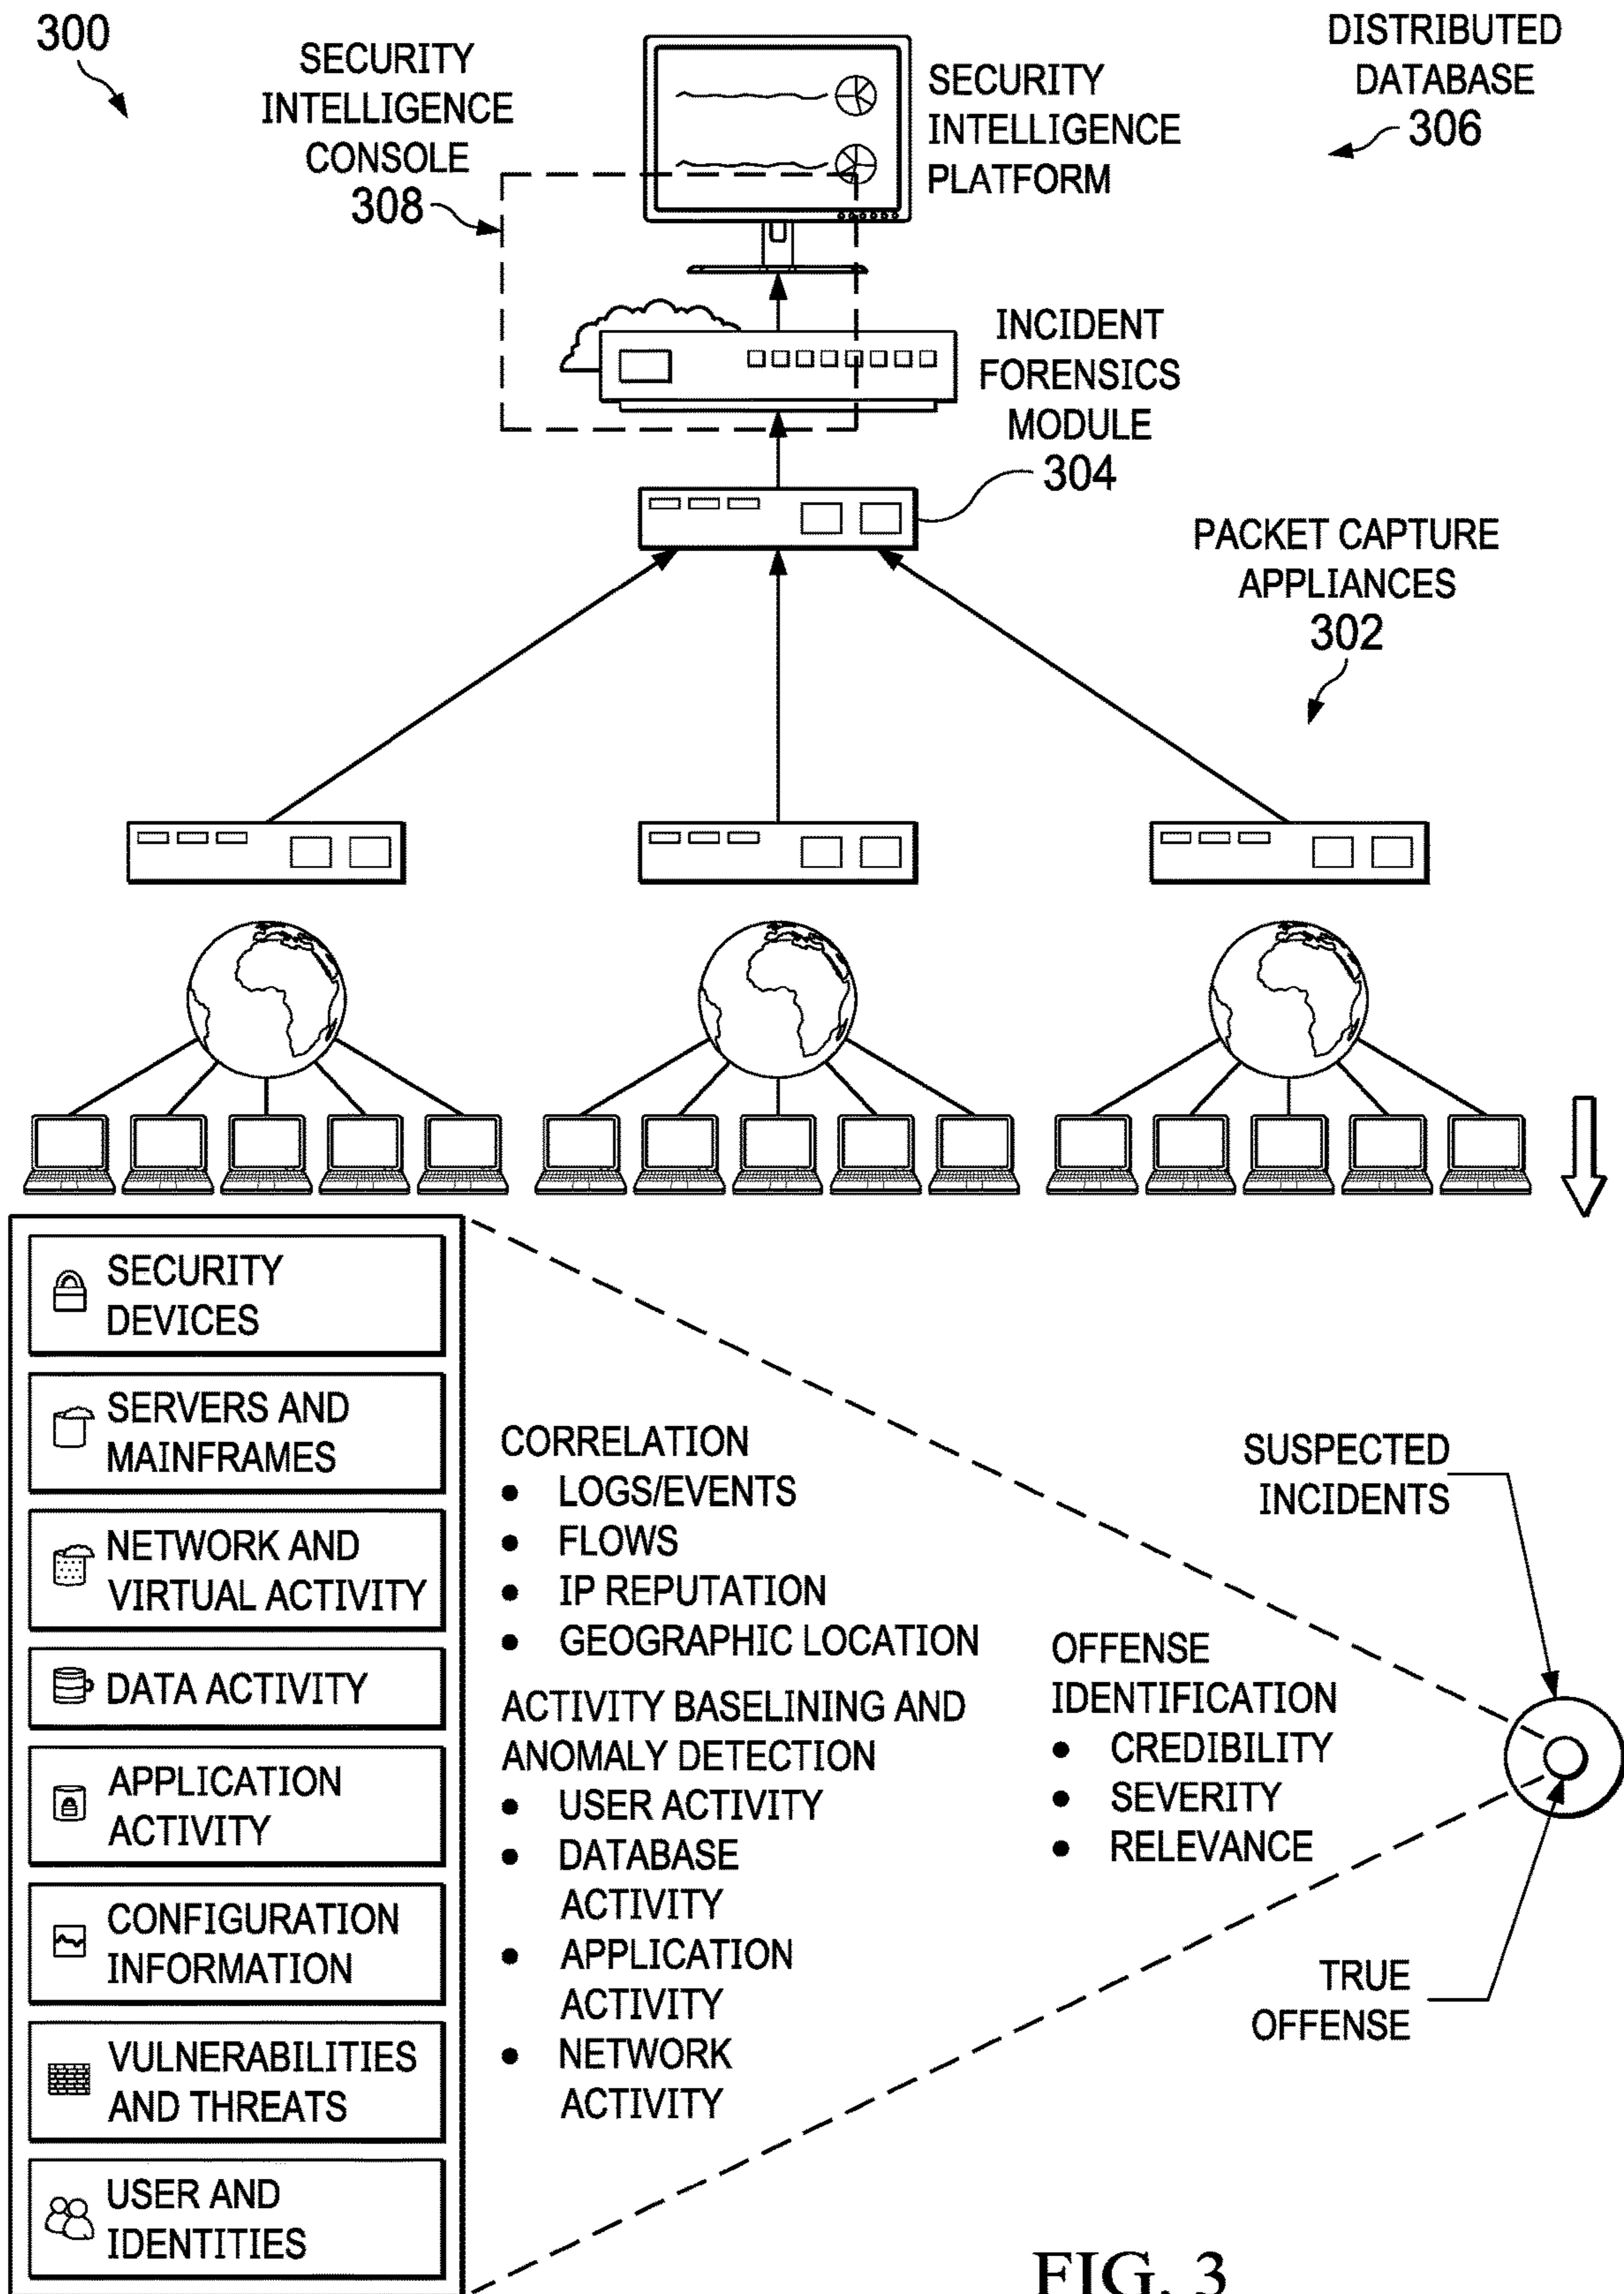 300
SECURITY
INTELLIGENCE
CONSOLE
308
SECURITY
INTELLIGENCE
PLATFORM
DISTRIBUTED
DATABASE
306
INCIDENT
FORENSICS
MODULE
304
PACKET CAPTURE
APPLIANCES
302
SECURITY
DEVICES
SERVERS AND
MAINFRAMES
NETWORK AND
VIRTUAL ACTIVITY
DATA ACTIVITY
APPLICATION
ACTIVITY
CONFIGURATION
INFORMATION
VULNERABILITIES
AND THREATS
USER AND
IDENTITIES
CORRELATION
• LOGS/EVENTS
• FLOWS
• IP REPUTATION
• GEOGRAPHIC LOCATION
ACTIVITY BASELINING AND
ANOMALY DETECTION
• USER ACTIVITY
• DATABASE
ACTIVITY
• APPLICATION
ACTIVITY
• NETWORK
ACTIVITY
OFFENSE
IDENTIFICATION
• CREDIBILITY
• SEVERITY
• RELEVANCE
SUSPECTED
INCIDENTS
TRUE
OFFENSE
FIG. 3